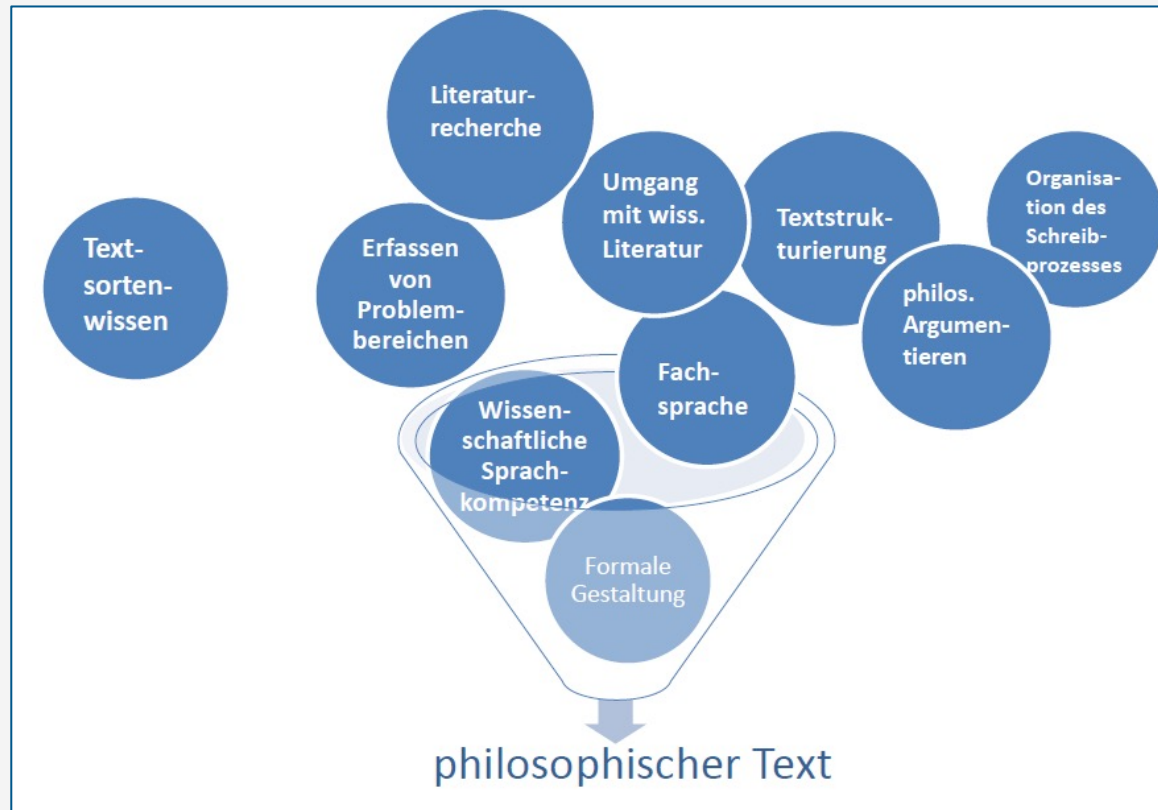 Literatur-
recherche
Umgang
mit wiss.
Literatur
Textstruk-
turierung
Organisa-
tion des
Schreib-
prozesses
Text-
sorten-
wissen
Erfassen
von
Problem-
bereichen
philos.
Argumen-
tieren
Fach-
sprache
Wissen-
schaftliche
Sprach-
kompetenz
Formale
Gestaltung
philosophischer Text